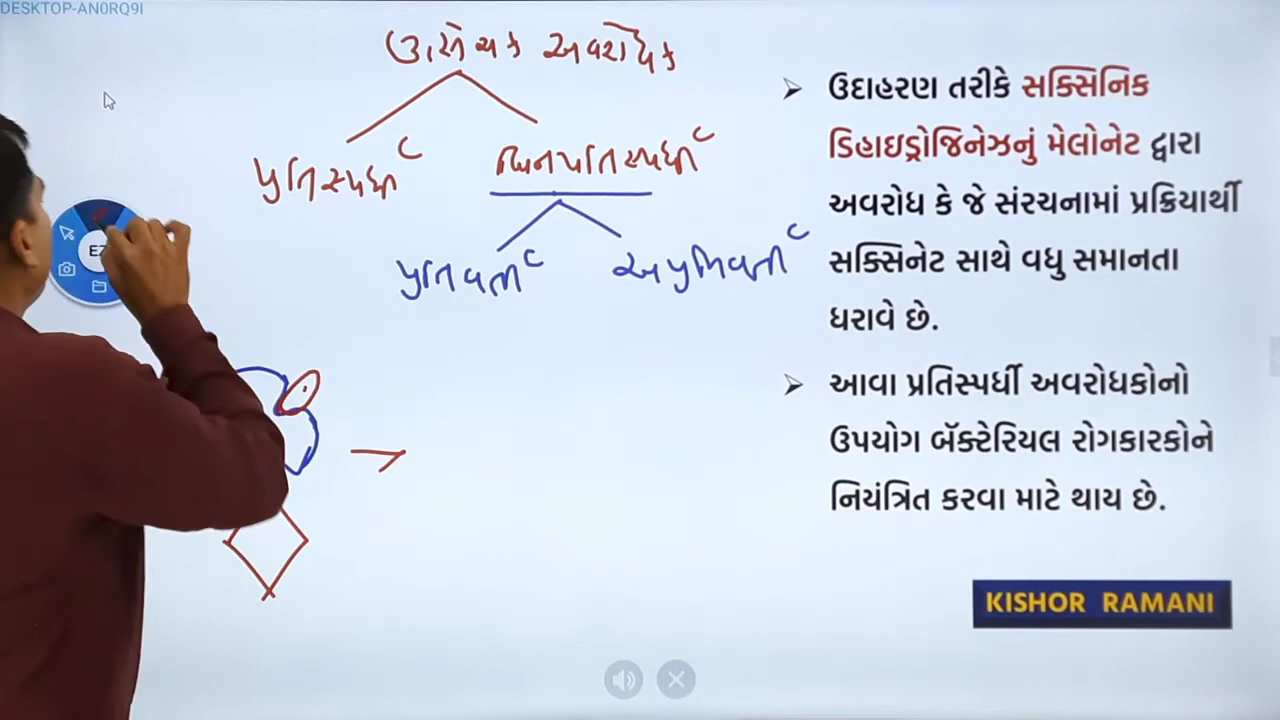 DESKTOP-AN0RQ9I
ઉત્સેચક અવરોધક
પ્રતિસ્પર્ધી
બિનપ્રતિસ્પર્ધી
પ્રતિવર્તી
અપ્રતિવર્તી
EZ
ઉદાહરણ તરીકે સક્સિનિક
ડિહાઇડ્રોજિનેઝનું મેલોનેટ દ્વારા
અવરોધ કે જે સંરચનામાં પ્રક્રિયાર્થી
સક્સિનેટ સાથે વધુ સમાનતા
ધરાવે છે.
આવા પ્રતિસ્પર્ધી અવરોધકોનો
ઉપયોગ બૅક્ટેરિયલ રોગકારકોને
નિયંત્રિત કરવા માટે થાય છે.
KISHOR RAMANI